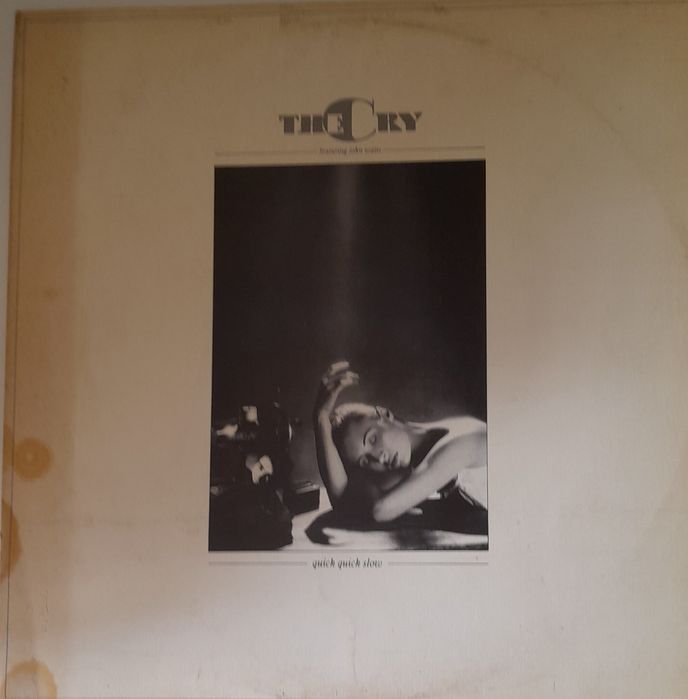 THE CRY
featuring john watts
quick quick slow